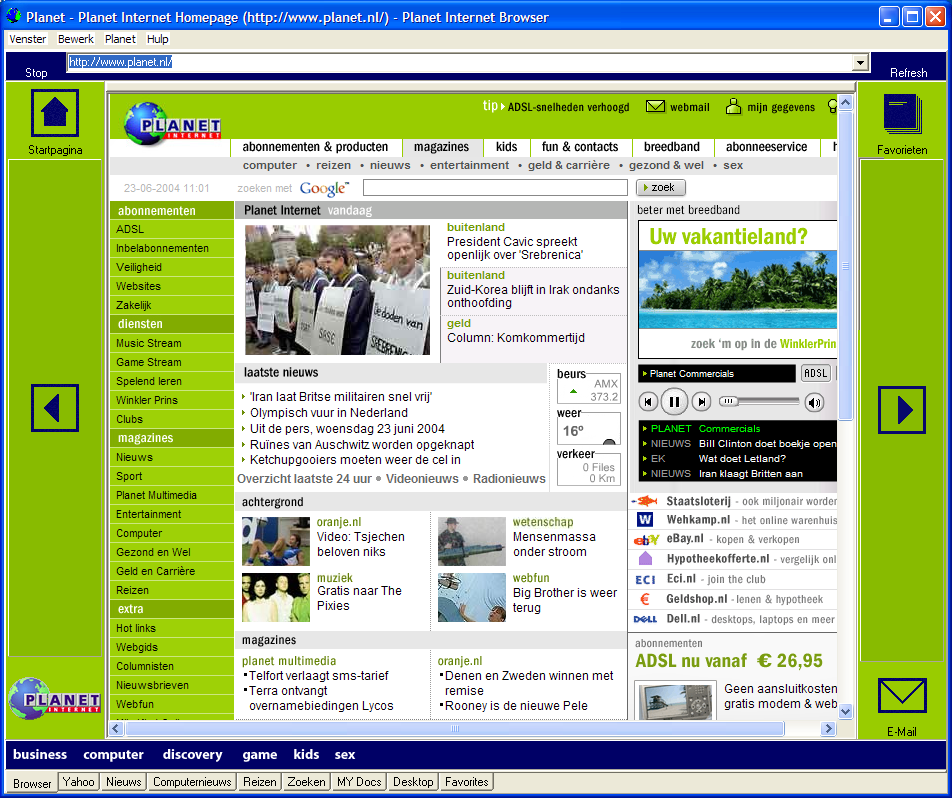 Planet - Planet Internet Homepage (http://www.planet.nl/) - Planet Internet Browser
Venster Bewerk Planet Hulp
Stop http://www.planet.nl/ Refresh
Startpagina
Favorieten
E-Mail
PLANET INTERNET
tip ADSL-snelheden verhoogd webmail mijn gegevens
abonnementen & producten magazines kids fun & contacts breedband abonneeservice
computer • reizen • nieuws • entertainment • geld & carrière • gezond & wel • sex
23-06-2004 11:01 zoeken met Google™ zoek
abonnementen
ADSL
Inbelabonnementen
Veiligheid
Websites
Zakelijk
diensten
Music Stream
Game Stream
Spelend leren
Winkler Prins
Clubs
magazines
Nieuws
Sport
Planet Multimedia
Entertainment
Computer
Gezond en Wel
Geld en Carrière
Reizen
extra
Hot links
Webgids
Columnisten
Nieuwsbrieven
Webfun
Planet Internet vandaag
SASE
de doden van
SREBRENICA
buitenland
President Cavic spreekt
openlijk over 'Srebrenica'
buitenland
Zuid-Korea blijft in Irak ondanks
onthoofding
geld
Column: Komkommertijd
laatste nieuws
'Iran laat Britse militairen snel vrij'
Olympisch vuur in Nederland
Uit de pers, woensdag 23 juni 2004
Ruïnes van Auschwitz worden opgeknapt
Ketchupgooiers moeten weer de cel in
Overzicht laatste 24 uur • Videonieuws • Radionieuws
beurs
AMX
373.2
weer
16º
verkeer
0 Files
0 Km
achtergrond
oranje.nl
Video: Tsjechen
beloven niks
wetenschap
Mensenmassa
onder stroom
muziek
Gratis naar The
Pixies
webfun
Big Brother is weer
terug
magazines
planet multimedia
Telfort verlaagt sms-tarief
Terra ontvangt
overnamebiedingen Lycos
oranje.nl
Denen en Zweden winnen met
remise
Rooney is de nieuwe Pele
beter met breedband
Uw vakantieland?
zoek 'm op in de WinklerPrin
Planet Commercials ADSL
PLANET Commercials
NIEUWS Bill Clinton doet boekje open
EK Wat doet Letland?
NIEUWS Iran klaagt Britten aan
Staatsloterij - ook miljonair worden
W Wehkamp.nl - het online warenhuis
ebY eBay.nl - kopen & verkopen
Hypotheekofferte.nl - vergelijk onl
ECI Eci.nl - join the club
€ Geldshop.nl - lenen & hypotheek
DELL Dell.nl - desktops, laptops en meer
abonnementen
ADSL nu vanaf € 26,95
Geen aansluitkosten
gratis modem & web
PLANET INTERNET
business computer discovery game kids sex
Browser Yahoo Nieuws Computernieuws Reizen Zoeken MY Docs Desktop Favorites